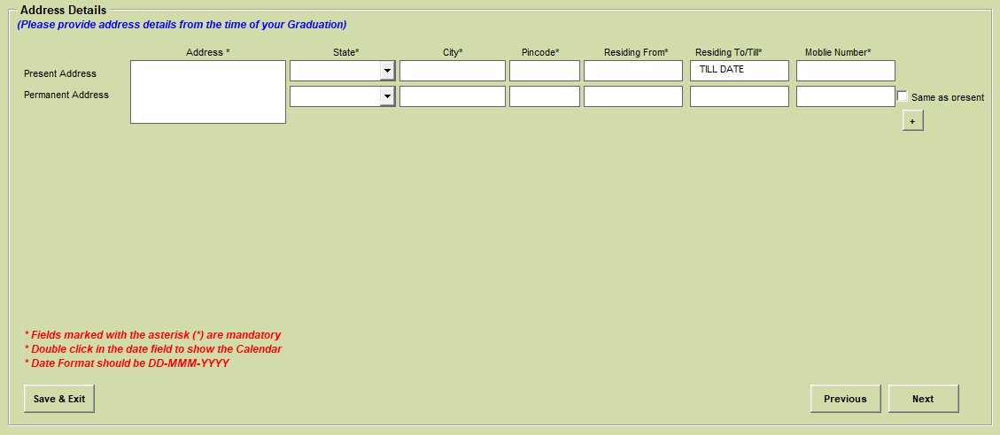 Address Details
(Please provide address details from the time of your Graduation)
Address * State* City* Pincode* Residing From* Residing To/Till* Moblie Number*
Present Address TILL DATE
Permanent Address Same as present
+
* Fields marked with the asterisk (*) are mandatory
* Double click in the date field to show the Calendar
* Date Format should be DD-MMM-YYYY
Save & Exit Previous Next